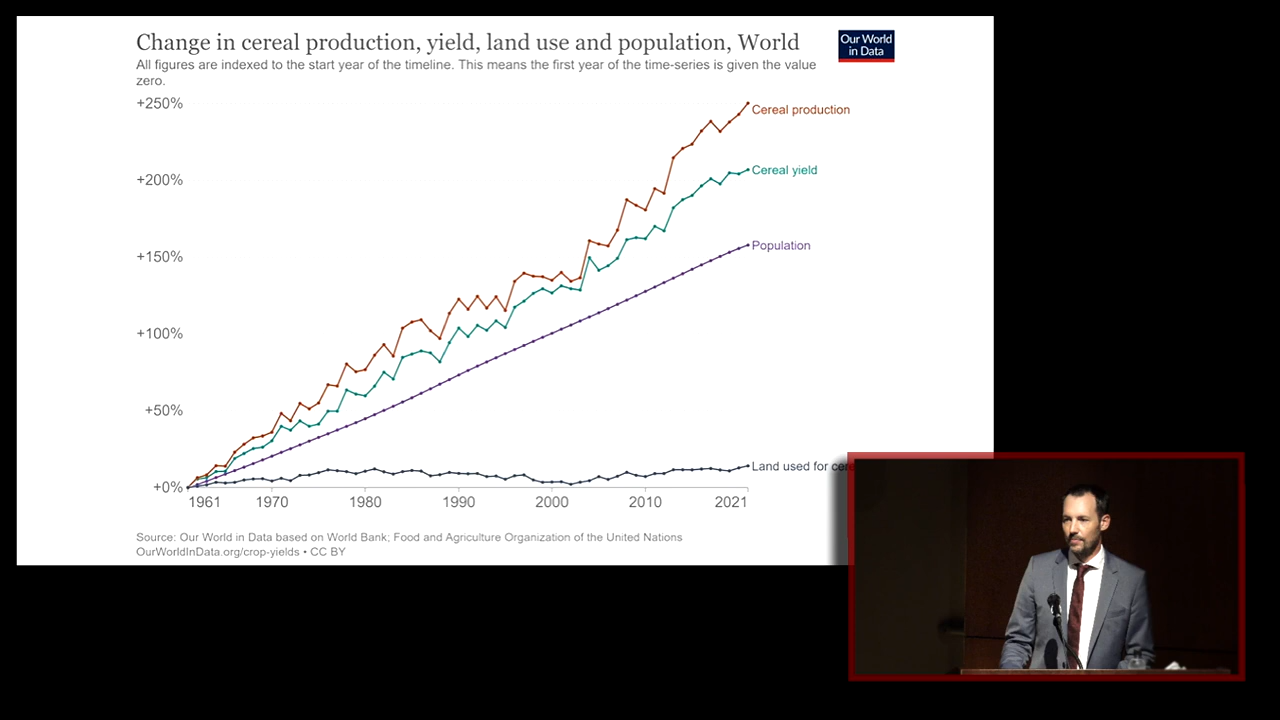 Change in cereal production, yield, land use and population, World
Our World
in Data
All figures are indexed to the start year of the timeline. This means the first year of the time-series is given the value
zero.
+250%
Cereal production
+200%
Cereal yield
+150%
Population
+100%
+50%
Land used for
+0%
1961 1970 1980 1990 2000 2010 2021
Source: Our World in Data based on World Bank; Food and Agriculture Organization of the United Nations
OurWorldInData.org/crop-yields • CC BY